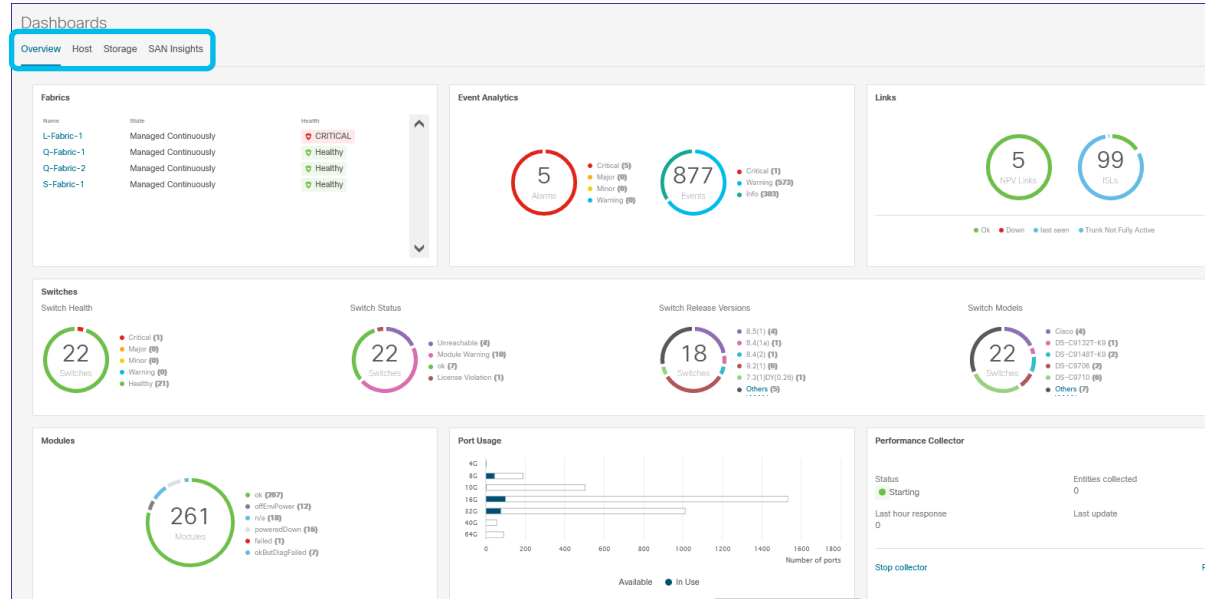 Dashboards
Overview Host Storage SAN Insights
Fabrics
Name State Health
L-Fabric-1 Managed Continuously CRITICAL
Q-Fabric-1 Managed Continuously Healthy
Q-Fabric-2 Managed Continuously Healthy
S-Fabric-1 Managed Continuously Healthy
Event Analytics
5
Alarms
Critical (5)
Major (0)
Minor (0)
Warning (0)
877
Events
Critical (1)
Warning (573)
Info (303)
Links
5
NPV Links
99
ISLs
Ok Down last seen Trunk Not Fully Active
Switches
Switch Health
22
Switches
Critical (1)
Major (0)
Minor (0)
Warning (0)
Healthy (21)
Switch Status
22
Switches
Unreachable (4)
Module Warning (10)
ok (7)
License Violation (1)
Switch Release Versions
18
Switches
8.5(1) (4)
8.4(1a) (1)
8.4(2) (1)
9.2(1) (6)
7.3(1)DY(0.26) (1)
Others (5)
Switch Models
22
Switches
Cisco (4)
DS-C9132T-K9 (1)
DS-C9148T-K9 (2)
DS-C9706 (2)
DS-C9710 (6)
Others (7)
Modules
261
Modules
ok (207)
offEnvPower (12)
n/a (18)
poweredDown (16)
failed (1)
okButDiagFailed (7)
Port Usage
4G
8G
10G
16G
32G
40G
64G
0 200 400 600 800 1000 1200 1400 1600 1800
Number of ports
Available In Use
Performance Collector
Status Entities collected
Starting 0
Last hour response Last update
0
Stop collector